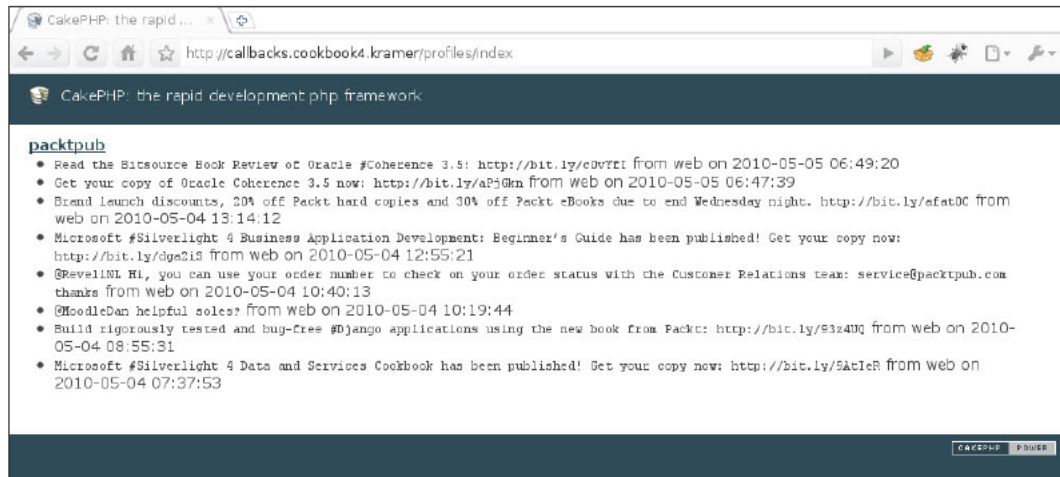 CakePHP: the rapid ...
http://callbacks.cookbook4.kramer/profiles/index
CakePHP: the rapid development php framework
packtpub
Read the Bitsource Book Review of Oracle #Coherence 3.5: http://bit.ly/cOvYfI from web on 2010-05-05 06:49:20
Get your copy of Oracle Coherence 3.5 now: http://bit.ly/aPjGkn from web on 2010-05-05 06:47:39
Brand launch discounts, 20% off Packt hard copies and 30% off Packt eBooks due to end Wednesday night. http://bit.ly/afatOC from
web on 2010-05-04 13:14:12
Microsoft #Silverlight 4 Business Application Development: Beginner's Guide has been published! Get your copy now:
http://bit.ly/dga2iS from web on 2010-05-04 12:55:21
@RevelINL Hi, you can use your order number to check on your order status with the Customer Relations team: service@packtpub.com
thanks from web on 2010-05-04 10:40:13
@MoodleDan helpful soles? from web on 2010-05-04 10:19:44
Build rigorously tested and bug-free #Django applications using the new book from Packt: http://bit.ly/93z4UQ from web on 2010-
05-04 08:55:31
Microsoft #Silverlight 4 Data and Services Cookbook has been published! Get your copy now: http://bit.ly/9AtIeR from web on
2010-05-04 07:37:53
CAKEPHP POWER